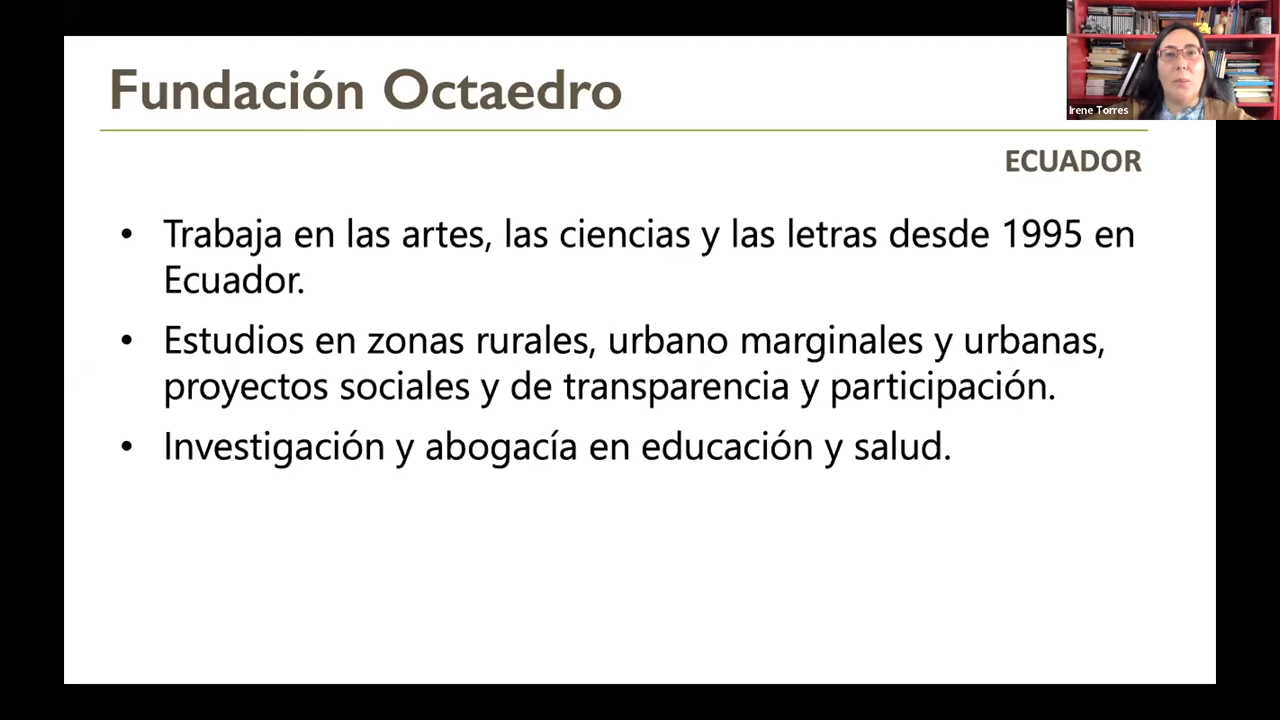 Fundación Octaedro
Irene Torres
ECUADOR
• Trabaja en las artes, las ciencias y las letras desde 1995 en
Ecuador.
• Estudios en zonas rurales, urbano marginales y urbanas,
proyectos sociales y de transparencia y participación.
• Investigación y abogacía en educación y salud.